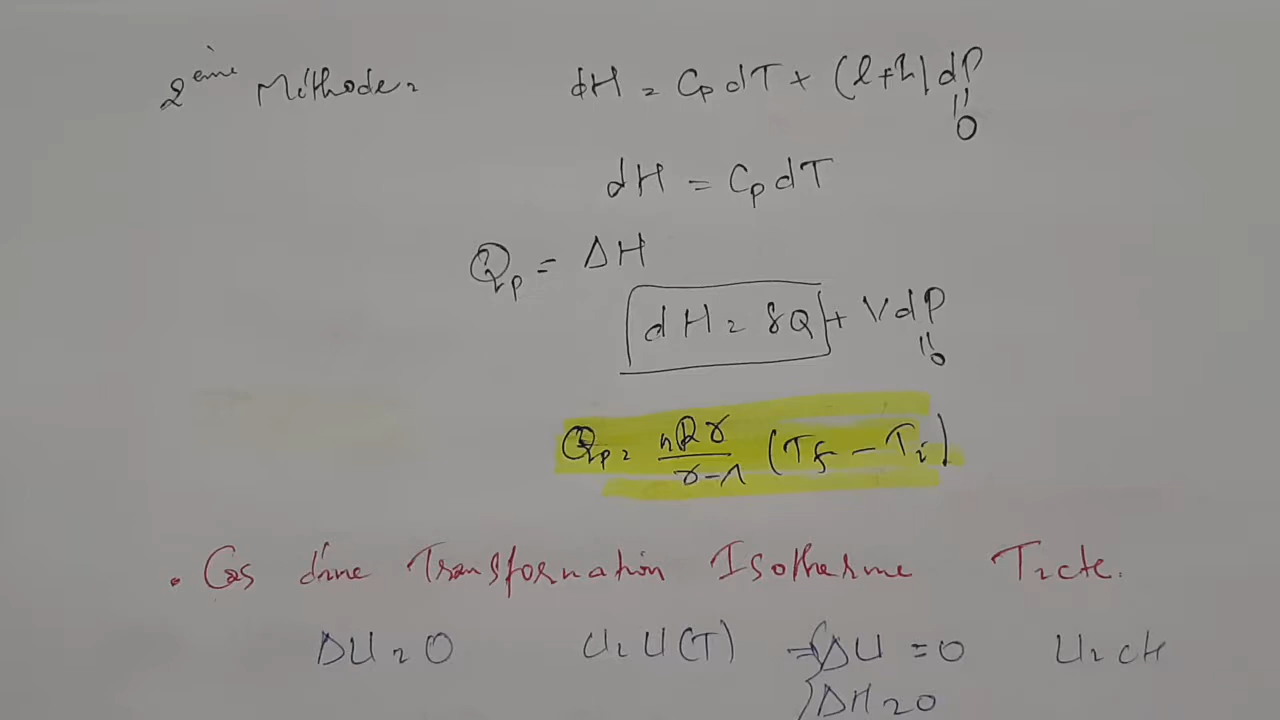 2ème Méthode: dH = Cp dT + (l+h) dP
"
0
dH = Cp dT
Qp = ΔH
dH = δQ + VdP
"
0
Qp = nRγ/(γ-1) (Tf - Ti)
. Cas d'une Transformation Isotherme T=cte.
ΔU = 0 U = U(T) ⇒ { ΔU = 0 U = cte
ΔH = 0